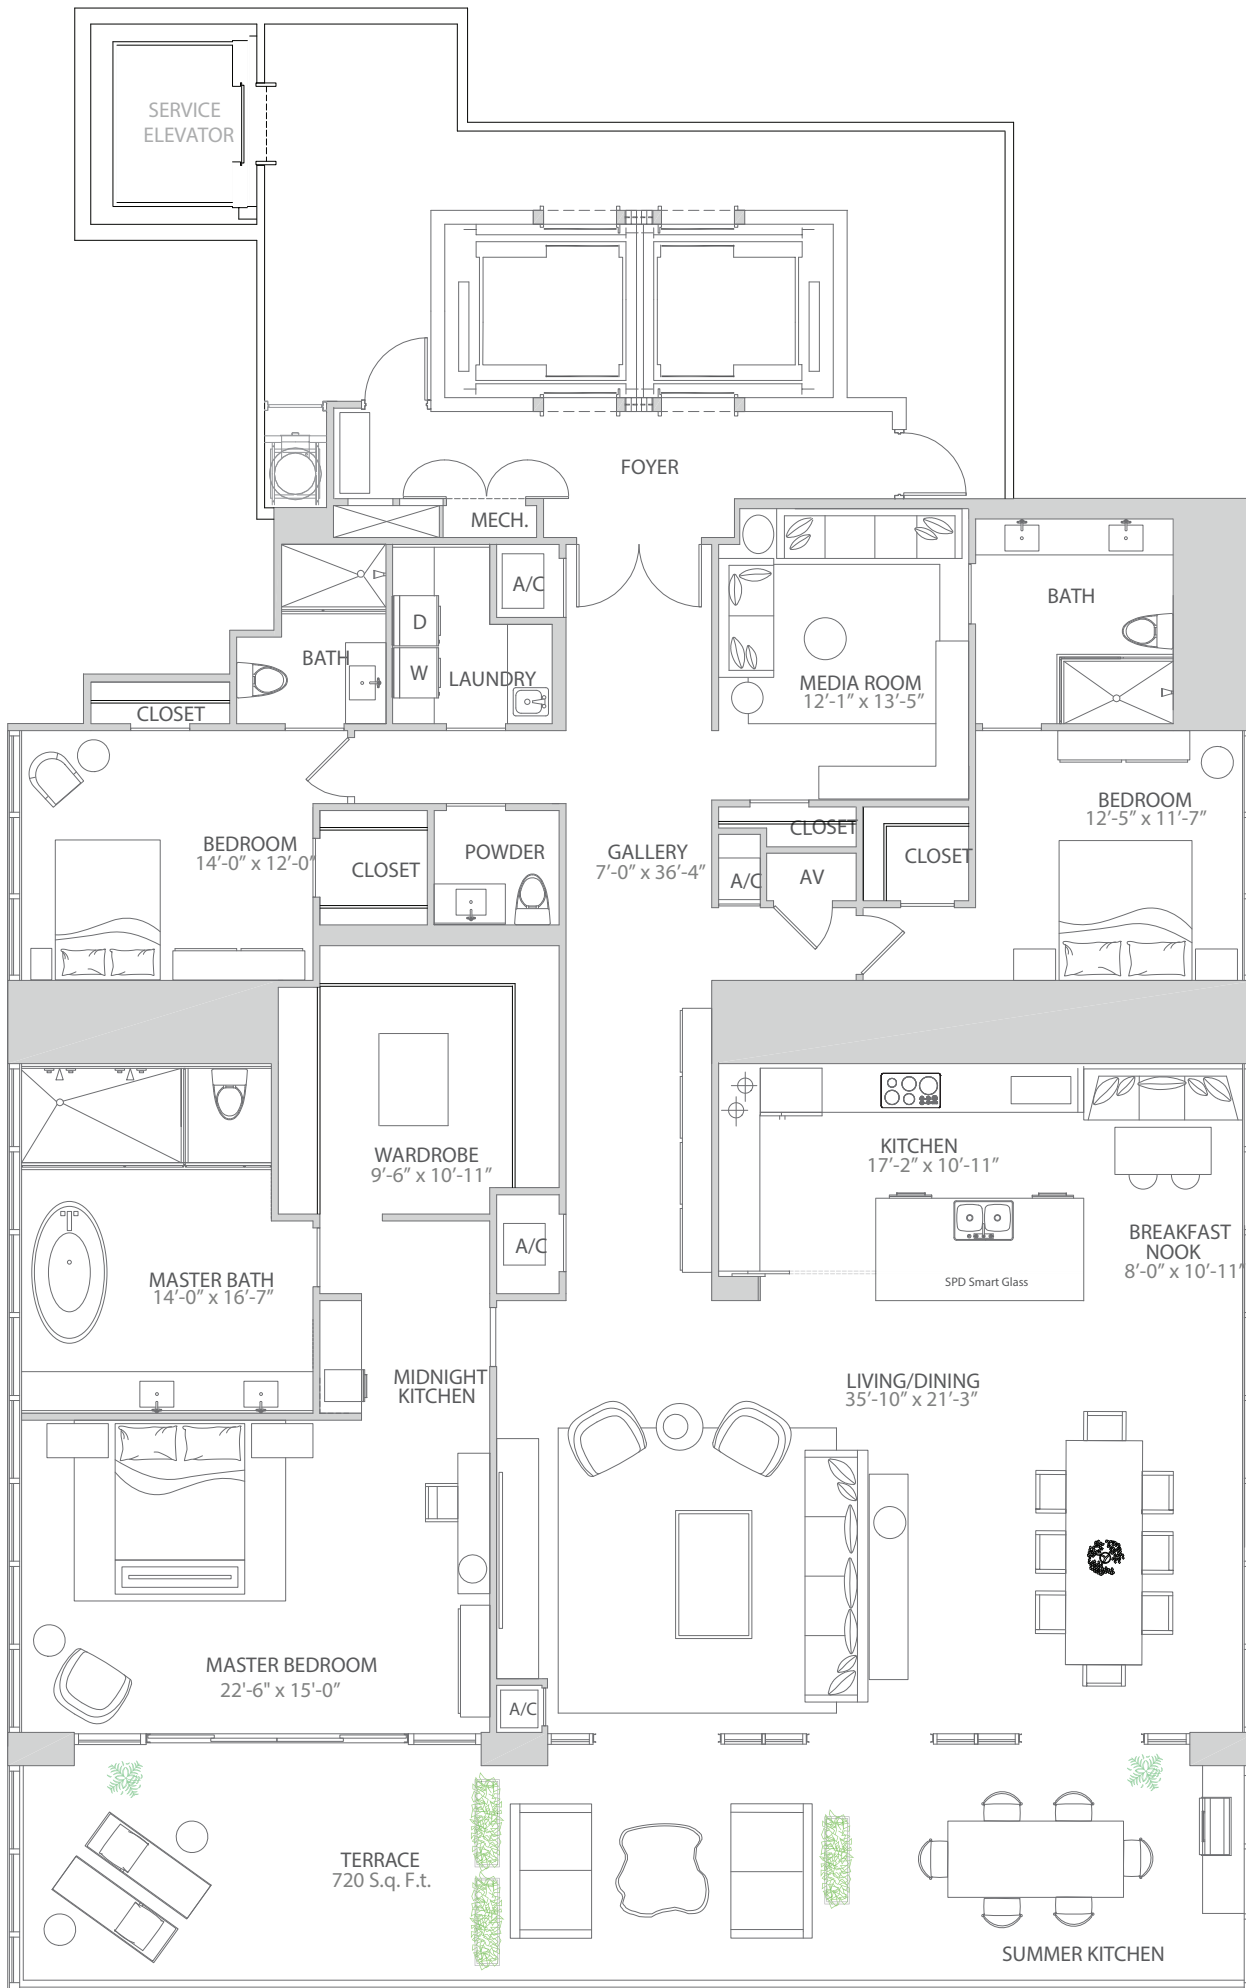 SERVICE
ELEVATOR
FOYER
MECH.
A/C
D
W
BATH
LAUNDRY
CLOSET
BATH
MEDIA ROOM
12'-1" x 13'-5"
BEDROOM
14'-0" x 12'-0"
CLOSET
POWDER
GALLERY
7'-0" x 36'-4"
CLOSET
A/C
AV
CLOSET
BEDROOM
12'-5" x 11'-7"
WARDROBE
9'-6" x 10'-11"
A/C
KITCHEN
17'-2" x 10'-11"
BREAKFAST
NOOK
8'-0" x 10'-11"
SPD Smart Glass
MASTER BATH
14'-0" x 16'-7"
MIDNIGHT
KITCHEN
LIVING/DINING
35'-10" x 21'-3"
MASTER BEDROOM
22'-6" x 15'-0"
A/C
TERRACE
720 S.q. F.t.
SUMMER KITCHEN